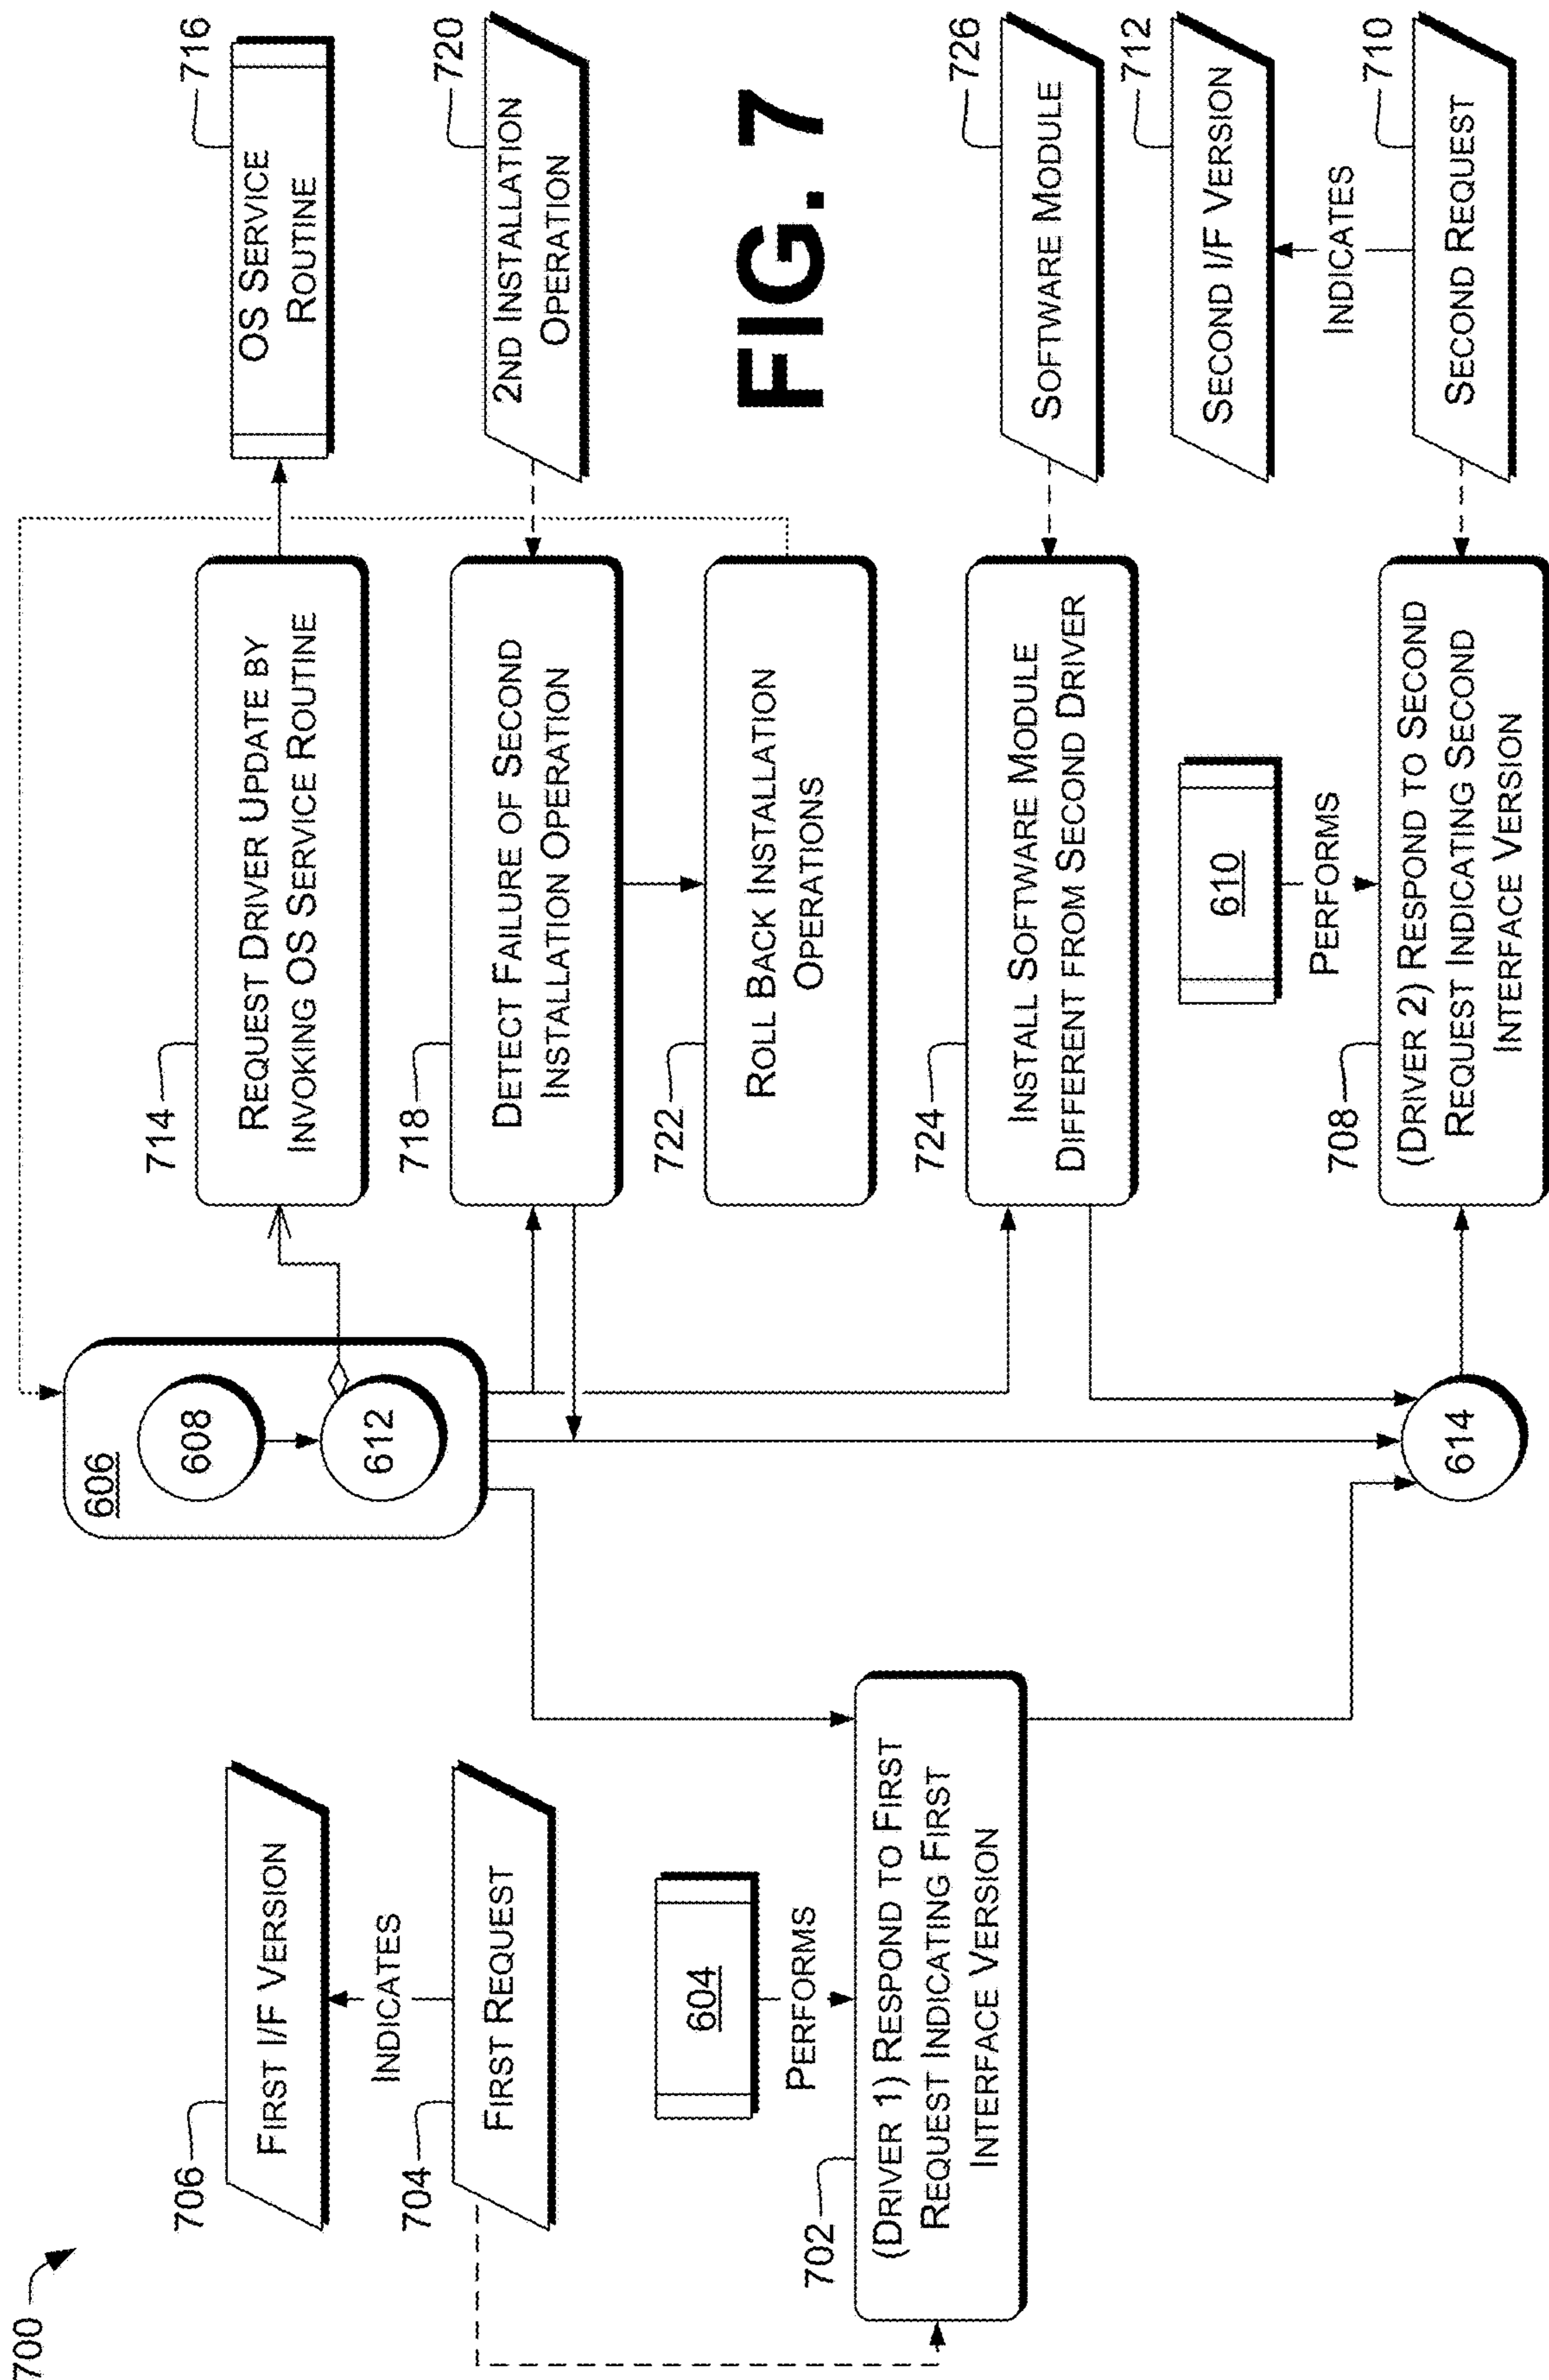 700
706
FIRST I/F VERSION
INDICATES
704
FIRST REQUEST
604
PERFORMS
702
(DRIVER 1) RESPOND TO FIRST
REQUEST INDICATING FIRST
INTERFACE VERSION
606
608
612
614
714
REQUEST DRIVER UPDATE BY
INVOKING OS SERVICE ROUTINE
716
OS SERVICE
ROUTINE
718
DETECT FAILURE OF SECOND
INSTALLATION OPERATION
720
2ND INSTALLATION
OPERATION
722
ROLL BACK INSTALLATION
OPERATIONS
724
INSTALL SOFTWARE MODULE
DIFFERENT FROM SECOND DRIVER
726
SOFTWARE MODULE
610
PERFORMS
712
SECOND I/F VERSION
INDICATES
708
(DRIVER 2) RESPOND TO SECOND
REQUEST INDICATING SECOND
INTERFACE VERSION
710
SECOND REQUEST
FIG. 7